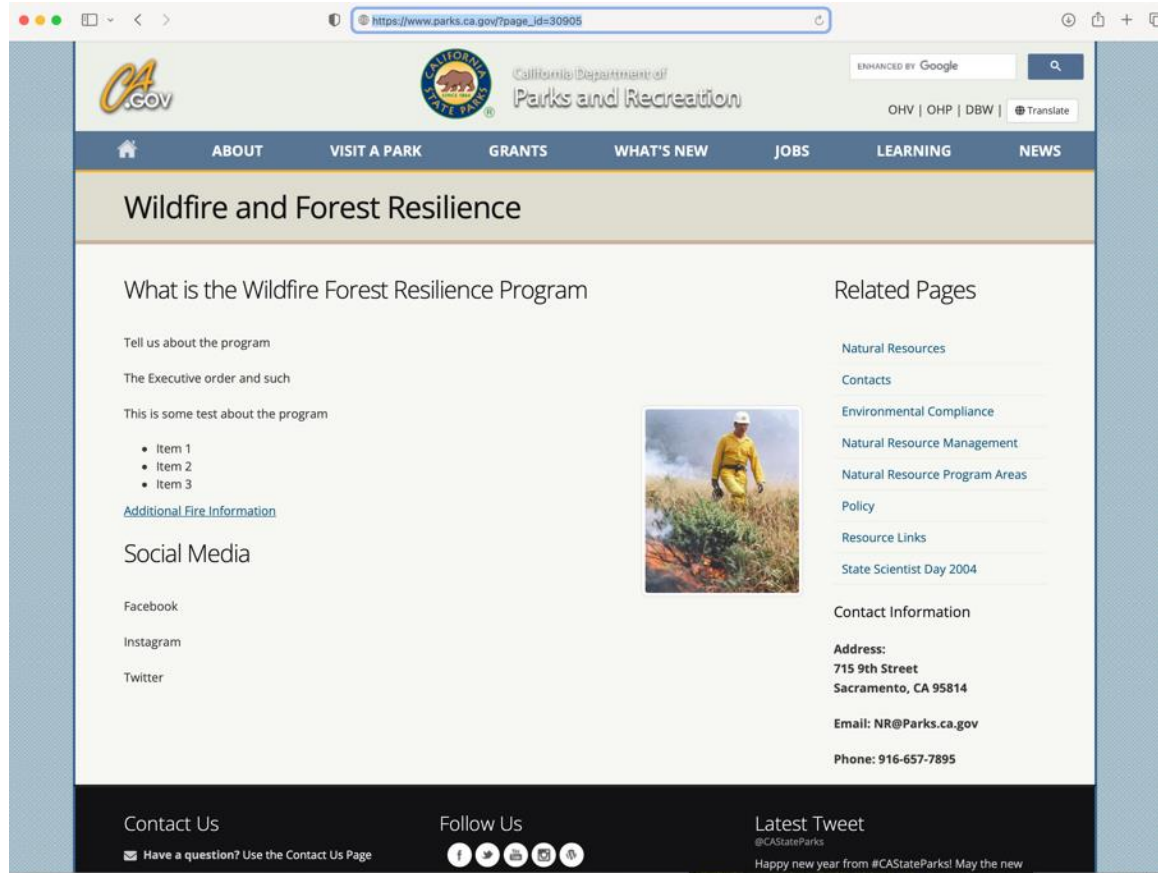 https://www.parks.ca.gov/?page_id=30905
CA.GOV
CALIFORNIA STATE PARKS
SINCE 1864
®
California Department of
Parks and Recreation
ENHANCED BY Google
OHV | OHP | DBW | Translate
ABOUT VISIT A PARK GRANTS WHAT'S NEW JOBS LEARNING NEWS
Wildfire and Forest Resilience
What is the Wildfire Forest Resilience Program
Tell us about the program
The Executive order and such
This is some test about the program
• Item 1
• Item 2
• Item 3
Additional Fire Information
Social Media
Facebook
Instagram
Twitter
Related Pages
Natural Resources
Contacts
Environmental Compliance
Natural Resource Management
Natural Resource Program Areas
Policy
Resource Links
State Scientist Day 2004
Contact Information
Address:
715 9th Street
Sacramento, CA 95814
Email: NR@Parks.ca.gov
Phone: 916-657-7895
Contact Us
Have a question? Use the Contact Us Page
Follow Us
Latest Tweet
@CAStateParks
Happy new year from #CAStateParks! May the new